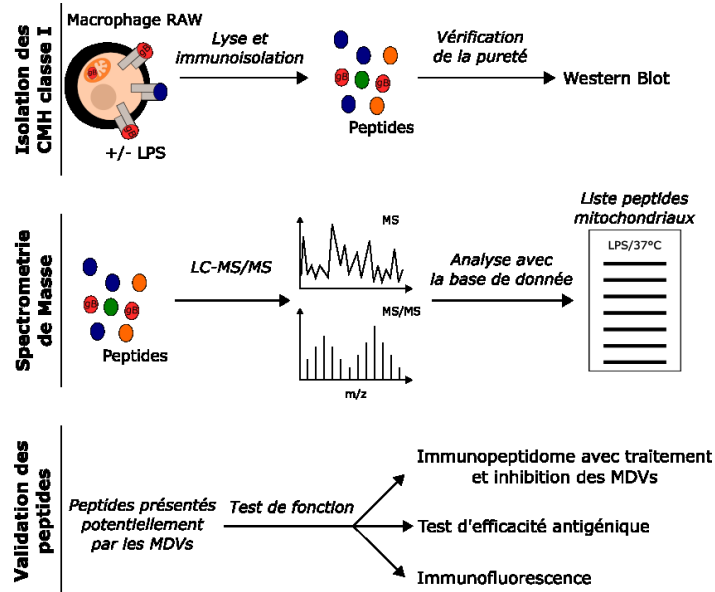 Isolation des
CMH classe I
Macrophage RAW
gB
gB
gB
+/- LPS
Lyse et
immunoisolation
gB
gB
Peptides
Vérification
de la pureté
Western Blot
Spectrometrie
de Masse
gB
gB
Peptides
LC-MS/MS
MS
MS/MS
m/z
Analyse avec
la base de donnée
Liste peptides
mitochondriaux
LPS/37°C
Validation des
peptides
Peptides présentés
potentiellement
par les MDVs
Test de fonction
Immunopeptidome avec traitement
et inhibition des MDVs
Test d'efficacité antigénique
Immunofluorescence